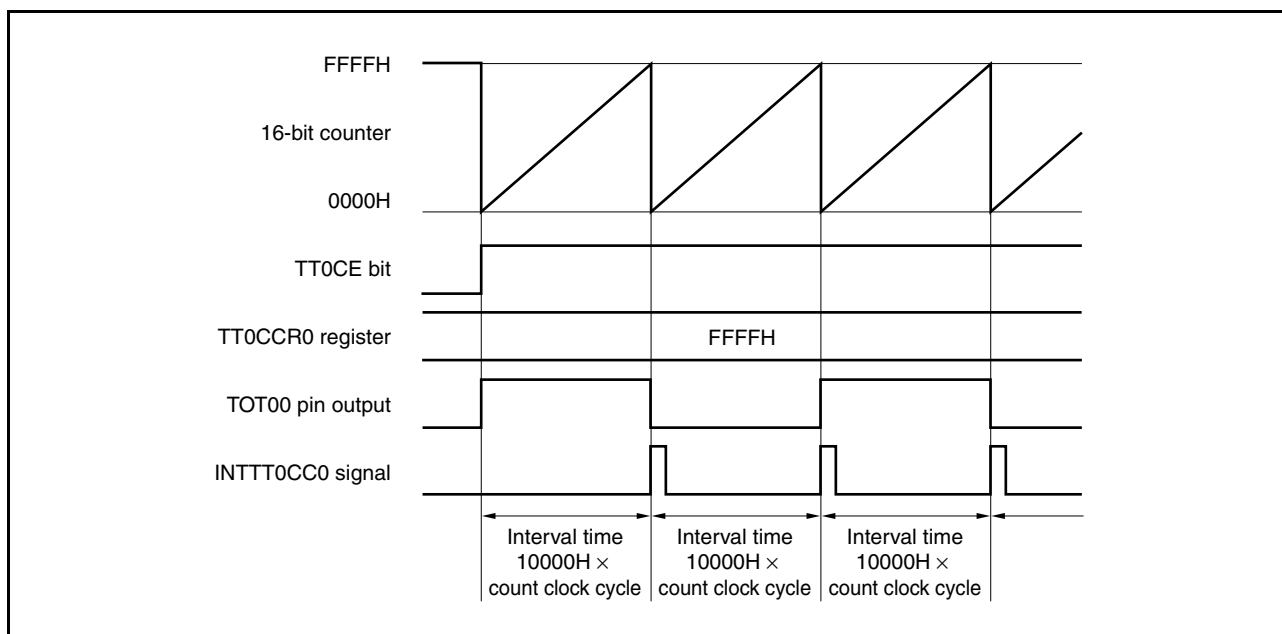 FFFFH
16-bit counter
0000H
TT0CE bit
TT0CCR0 register
FFFFH
TOT00 pin output
INTTT0CC0 signal
Interval time
10000H ×
count clock cycle
Interval time
10000H ×
count clock cycle
Interval time
10000H ×
count clock cycle